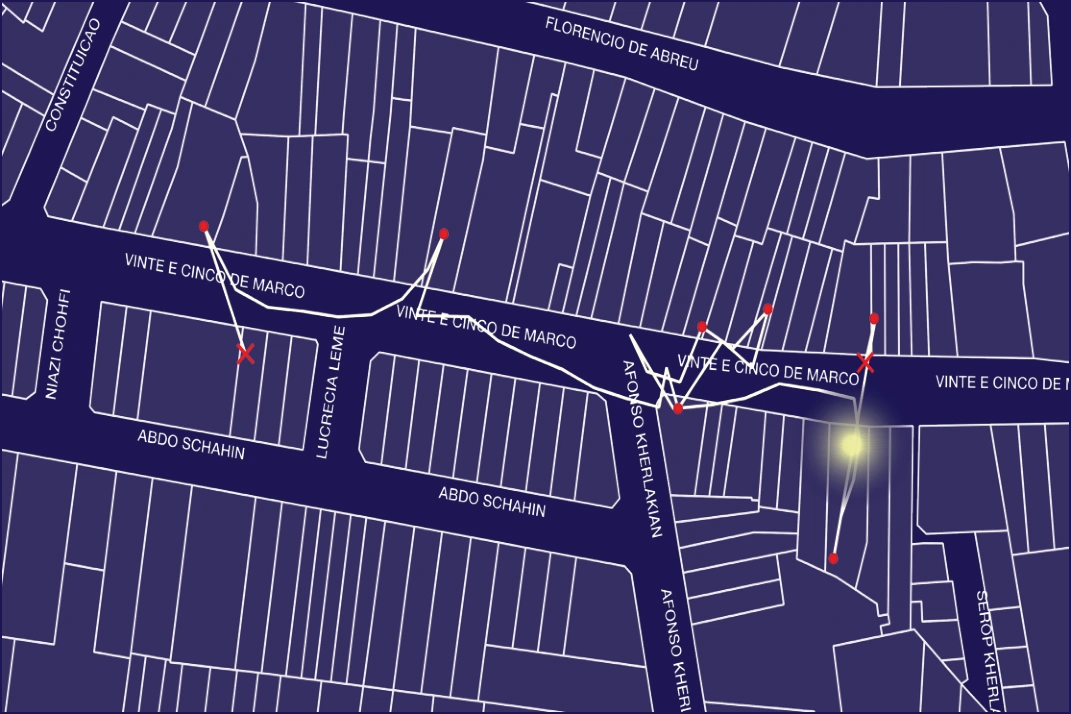 FLORENCIO DE ABREU
CONSTITUICAO
VINTE E CINCO DE MARCO
VINTE E CINCO DE MARCO
VINTE E CINCO DE MARCO
VINTE E CINCO DE M
NIAZI CHOHFI
LUCRECIA LEME
AFONSO KHERLAKIAN
ABDO SCHAHIN
ABDO SCHAHIN
AFONSO KHERL
SEROP KHERLA